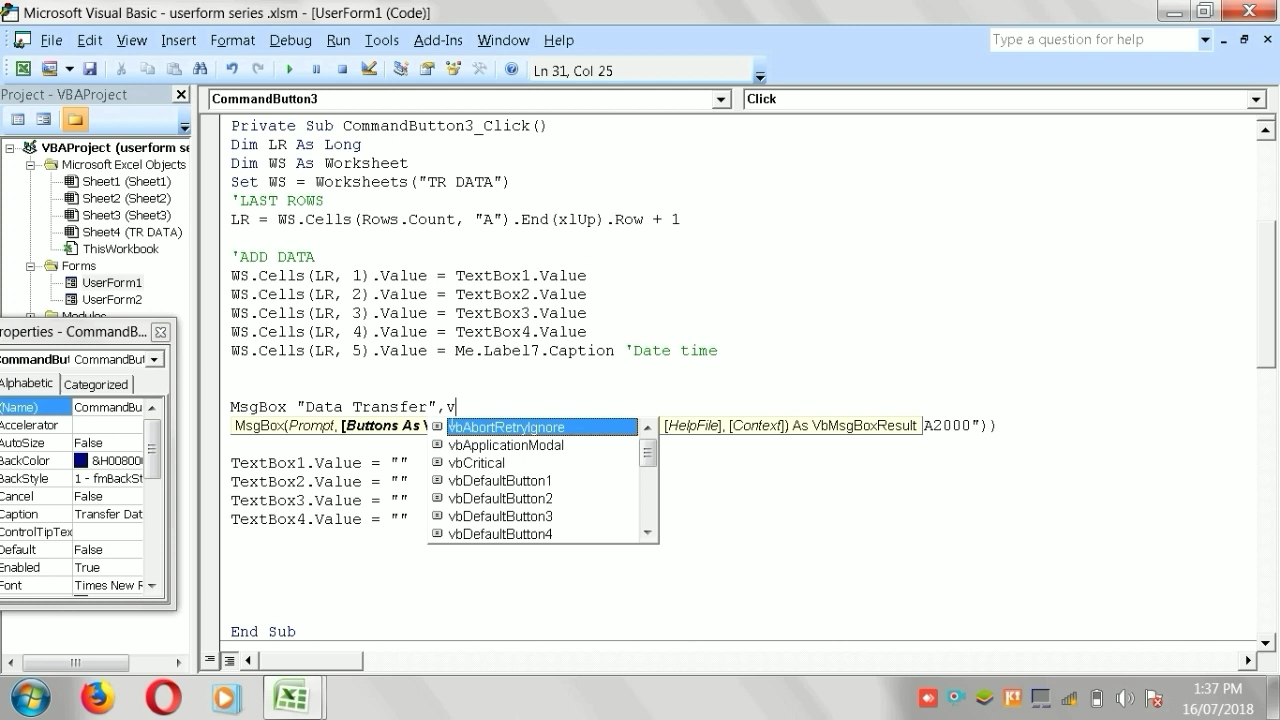 Microsoft Visual Basic - userform series .xlsm - [UserForm1 (Code)]
File Edit View Insert Format Debug Run Tools Add-Ins Window Help
Type a question for help
Ln 31, Col 25
Project - VBAProject
CommandButton3
Click
VBAProject (userform se
Microsoft Excel Objects
Sheet1 (Sheet1)
Sheet2 (Sheet2)
Sheet3 (Sheet3)
Sheet4 (TR DATA)
ThisWorkbook
Forms
UserForm1
UserForm2
roperties - CommandB...
CommandBut
Alphabetic Categorized
(Name) CommandBu
Accelerator
AutoSize False
BackColor &H00800
BackStyle 1 - fmBackSt
Cancel False
Caption Transfer Dat
ControlTipTex
Default False
Enabled True
Font Times New R
Private Sub CommandButton3_Click()
Dim LR As Long
Dim WS As Worksheet
Set WS = Worksheets("TR DATA")
'LAST ROWS
LR = WS.Cells(Rows.Count, "A").End(xlUp).Row + 1
'ADD DATA
WS.Cells(LR, 1).Value = TextBox1.Value
WS.Cells(LR, 2).Value = TextBox2.Value
WS.Cells(LR, 3).Value = TextBox3.Value
WS.Cells(LR, 4).Value = TextBox4.Value
WS.Cells(LR, 5).Value = Me.Label7.Caption 'Date time
MsgBox "Data Transfer",v
MsgBox(Prompt, [Buttons As V [HelpFile], [Context]) As VbMsgBoxResult A2000"))
vbAbortRetryIgnore
vbApplicationModal
vbCritical
vbDefaultButton1
vbDefaultButton2
vbDefaultButton3
vbDefaultButton4
TextBox1.Value = ""
TextBox2.Value = ""
TextBox3.Value = ""
TextBox4.Value = ""
End Sub
1:37 PM
16/07/2018